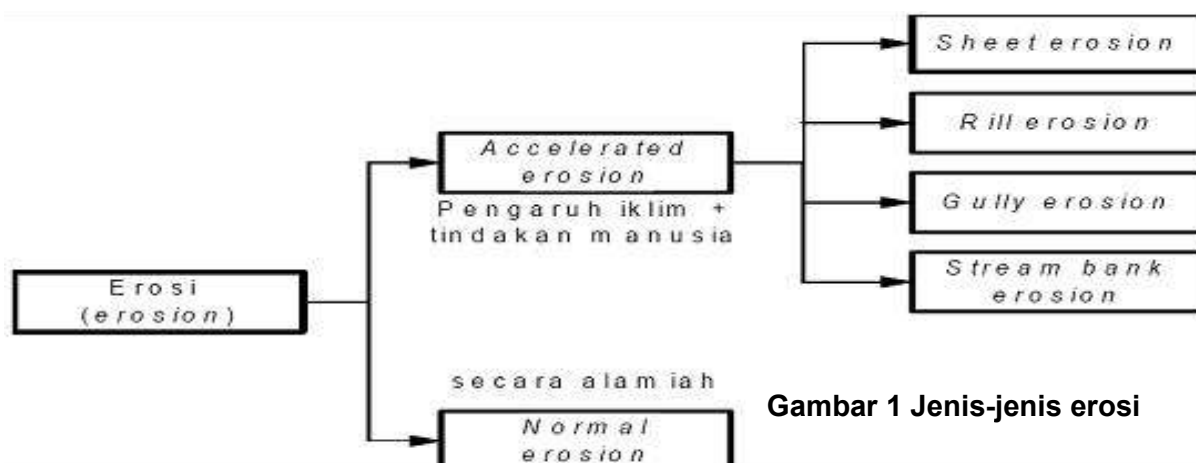 Erosi
(erosion)
Accelerated
erosion
Pengaruh iklim +
tindakan manusia
secara alamiah
Normal
erosion
Sheet erosion
Rill erosion
Gully erosion
Stream bank
erosion
Gambar 1 Jenis-jenis erosi